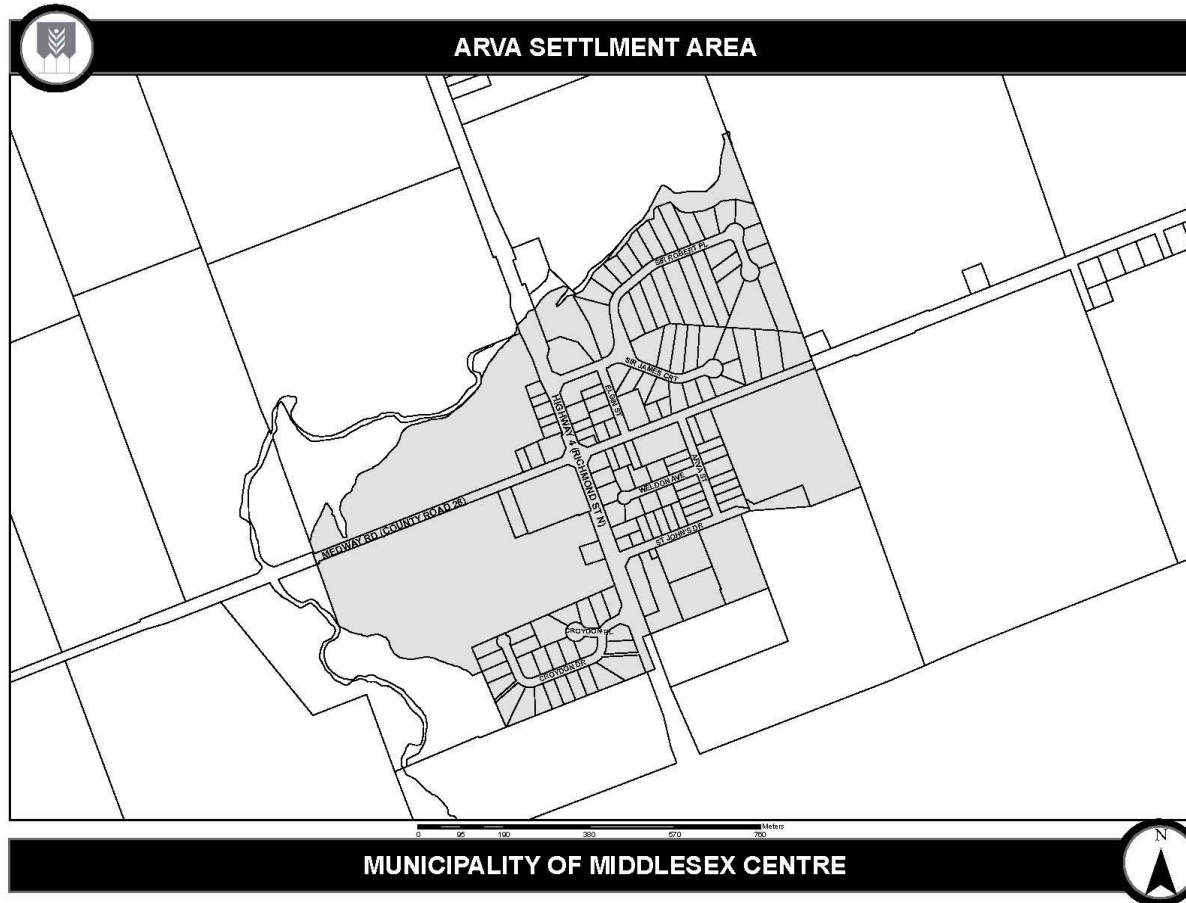 ARVA SETTLMENT AREA
SIR ROBERT PL
SIR JAMES CRT
ELGIN ST
HIGHWAY 4 (RICHMOND ST N)
ARVA ST
WELDON AVE
MEDWAY RD (COUNTY ROAD 28)
ST JOHN'S DR
CROYDON PL
CROYDON DR
Meters
0 95 190 380 570 760
MUNICIPALITY OF MIDDLESEX CENTRE
N